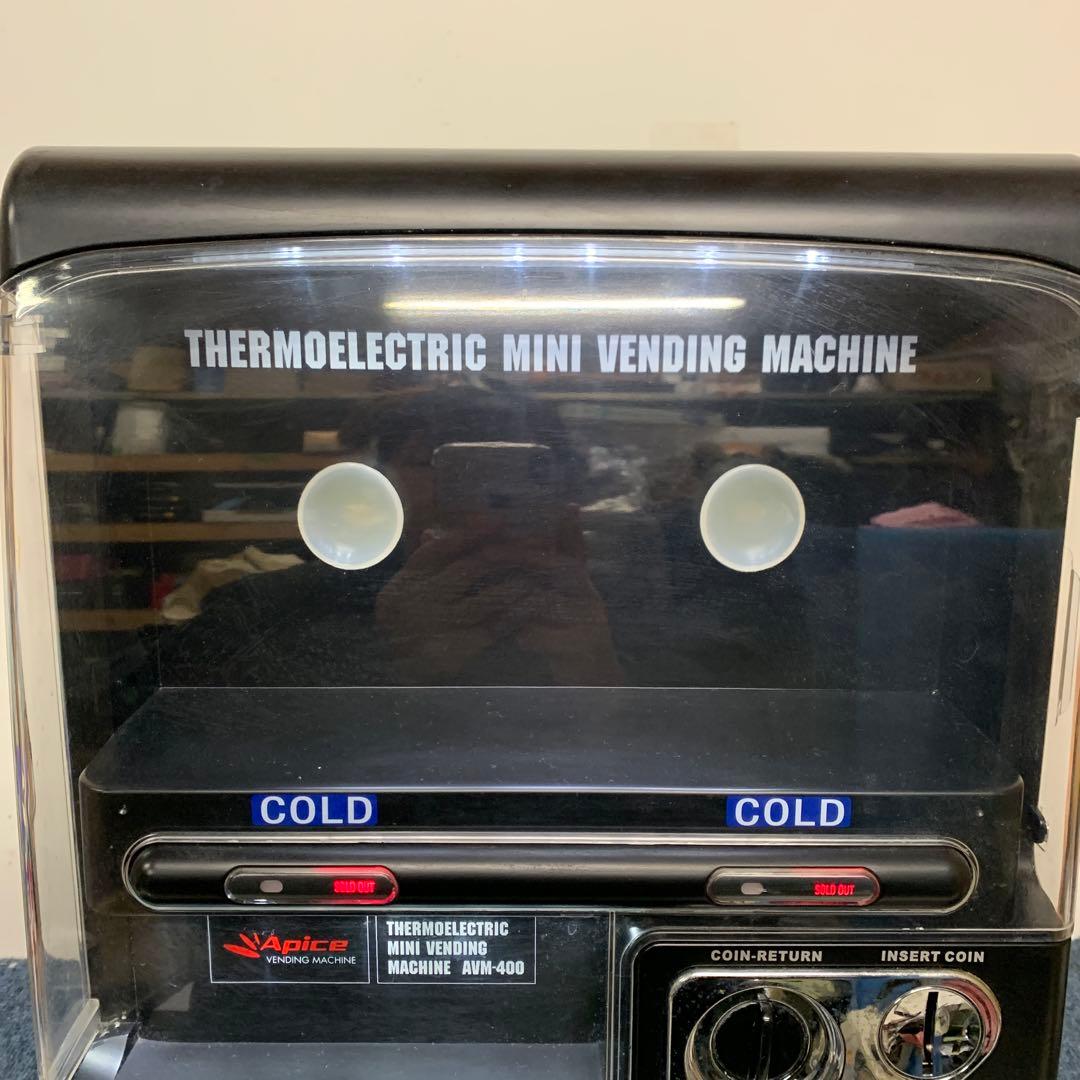 THERMOELECTRIC MINI VENDING MACHINE
COLD
COLD
SOLD OUT
SOLD OUT
Apice
VENDING MACHINE
THERMOELECTRIC
MINI VENDING
MACHINE AVM-400
COIN-RETURN
INSERT COIN